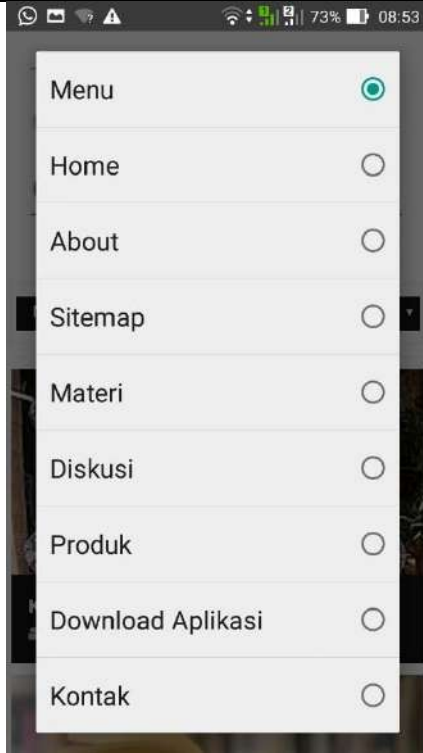 73% 08:53
Menu
Home
About
Sitemap
Materi
Diskusi
Produk
Download Aplikasi
Kontak